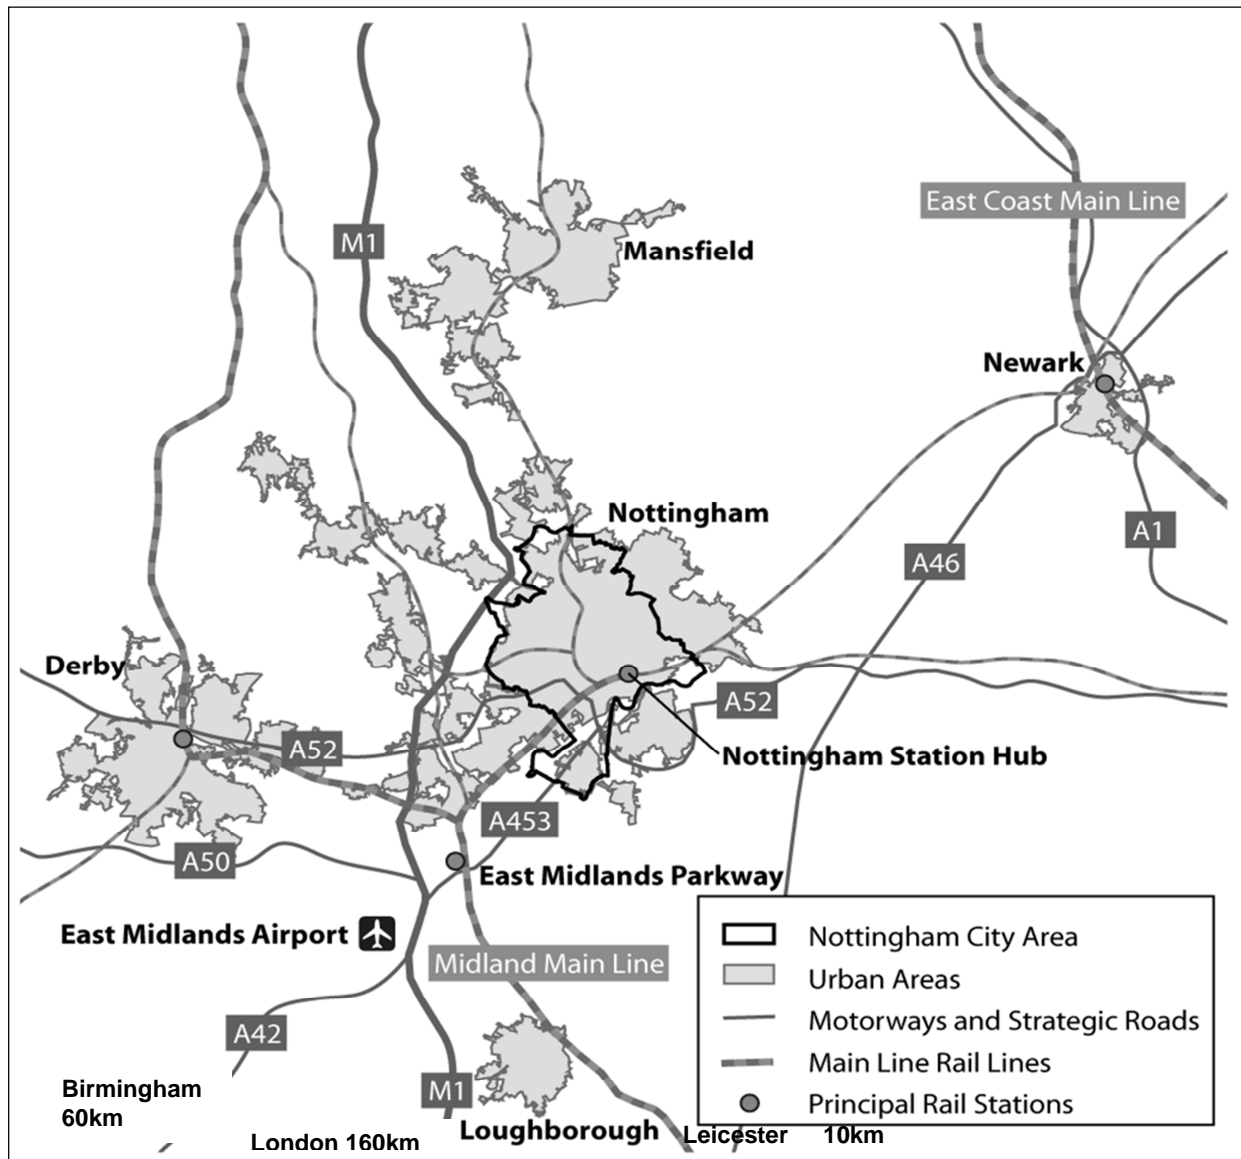 East Coast Main Line
M1
Mansfield
Newark
Nottingham
A1
A46
Derby
A52
A52
Nottingham Station Hub
A453
A50
East Midlands Parkway
East Midlands Airport
Midland Main Line
Nottingham City Area
Urban Areas
Motorways and Strategic Roads
Main Line Rail Lines
Principal Rail Stations
A42
M1
Birmingham
60km
London 160km
Loughborough
Leicester 10km